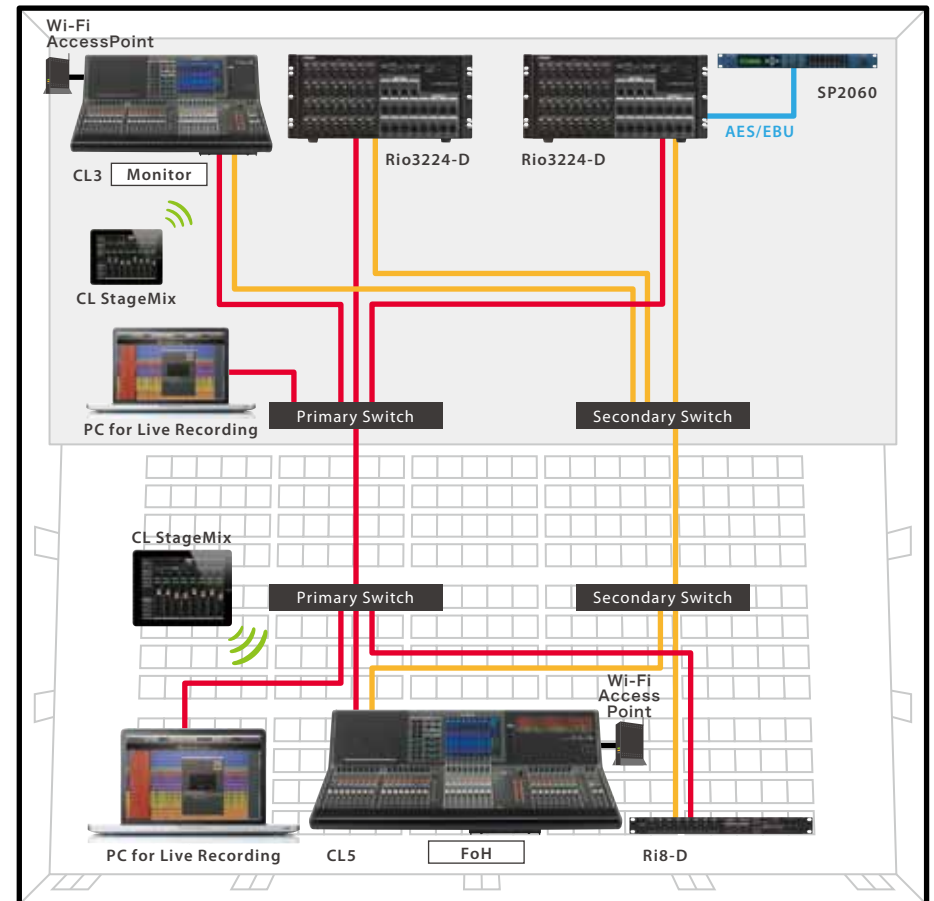 Wi-Fi
AccessPoint
SP2060
AES/EBU
Rio3224-D
Rio3224-D
CL3
Monitor
CL StageMix
PC for Live Recording
Primary Switch
Secondary Switch
CL StageMix
Primary Switch
Secondary Switch
Wi-Fi
Access
Point
PC for Live Recording
CL5
FoH
Ri8-D